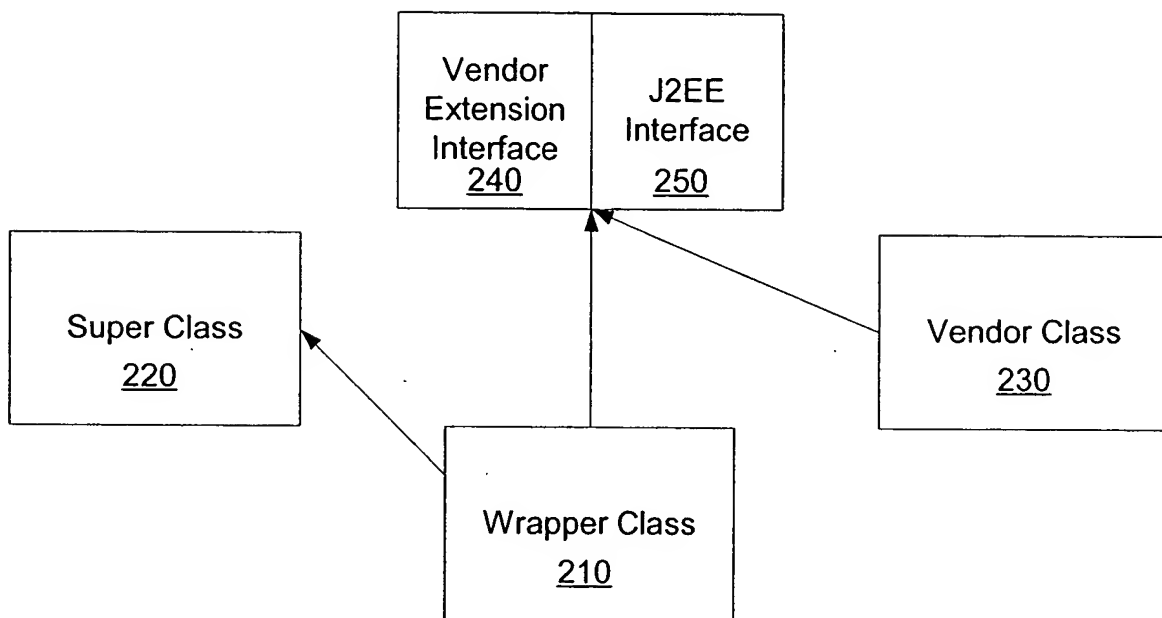 Vendor
Extension
Interface
240
J2EE
Interface
250
Super Class
220
Vendor Class
230
Wrapper Class
210